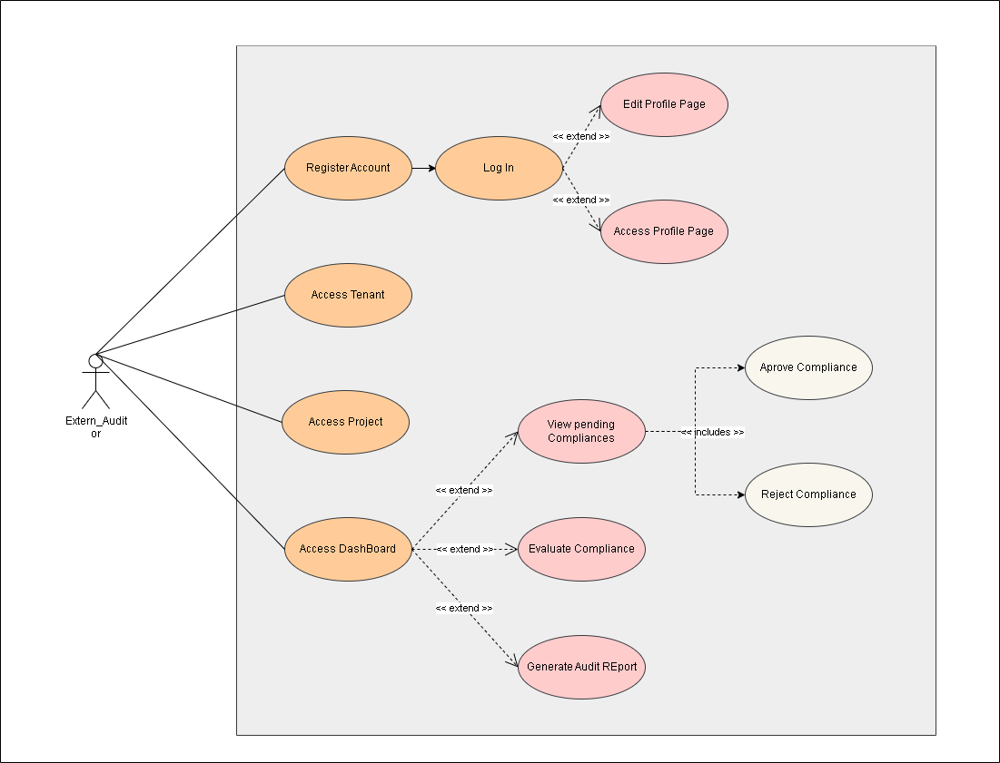 Edit Profile Page
<< extend >>
Register Account
Log In
<< extend >>
Access Profile Page
Access Tenant
Aprove Compliance
Extern_Audit
or
Access Project
View pending
Compliances
<< includes >>
<< extend >>
Reject Compliance
Access DashBoard
<< extend >>
Evaluate Compliance
<< extend >>
Generate Audit REport